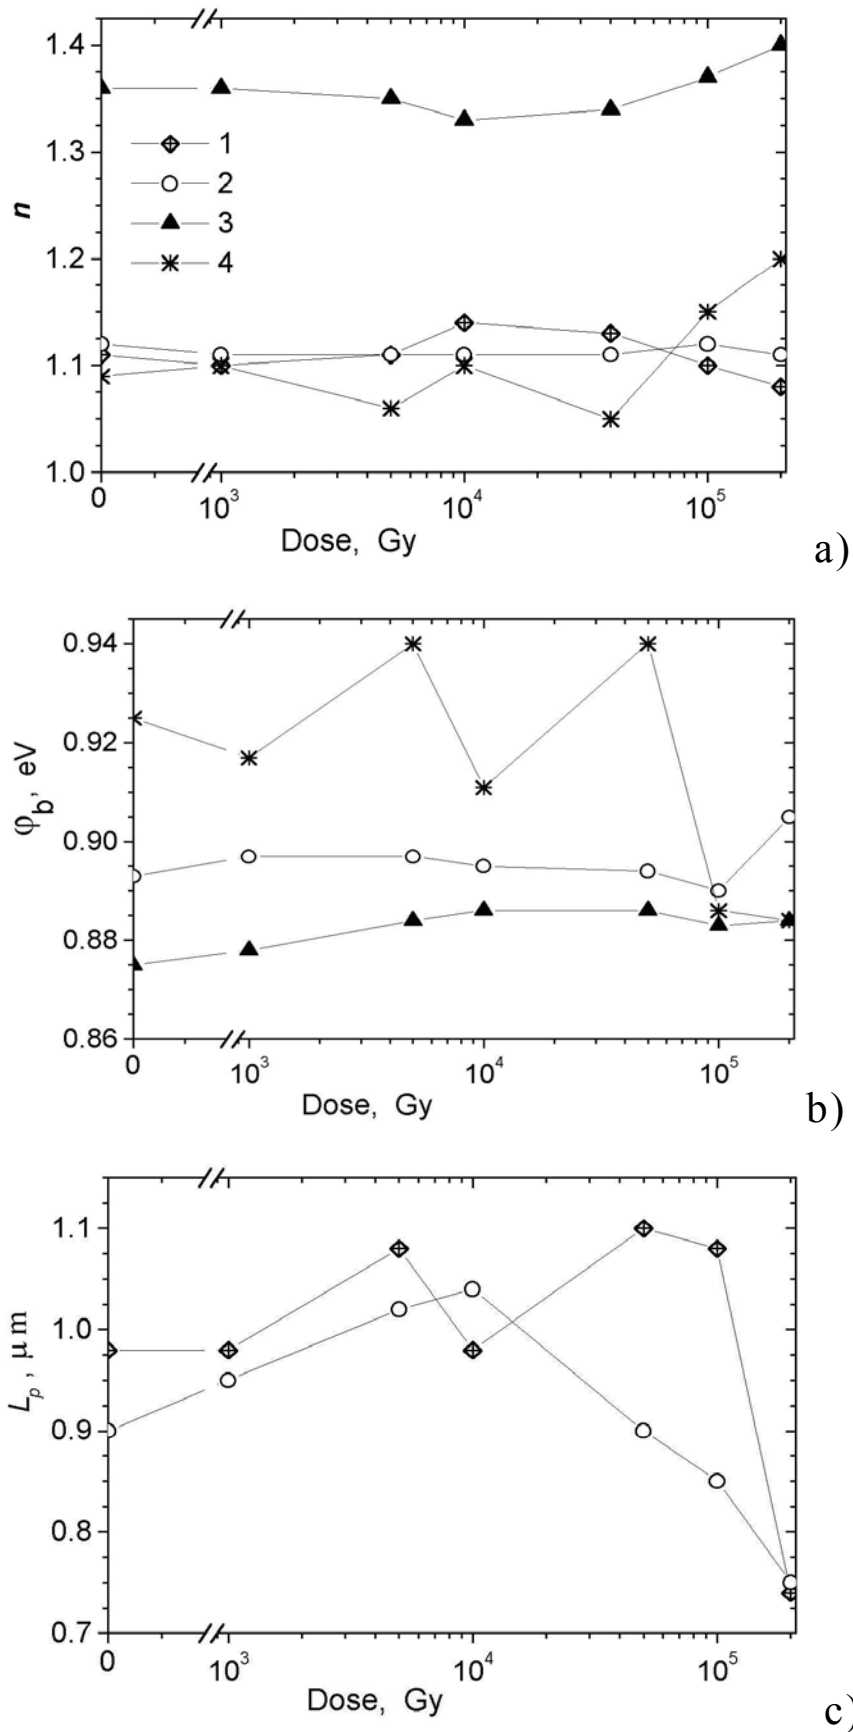 1.4
1.3
1.2
1.1
1.0
n
1
2
3
4
0 10³ 10⁴ 10⁵
Dose, Gy
a)
0.94
0.92
0.90
0.88
0.86
φb, eV
0 10³ 10⁴ 10⁵
Dose, Gy
b)
1.1
1.0
0.9
0.8
0.7
Lp, μm
0 10³ 10⁴ 10⁵
Dose, Gy
c)